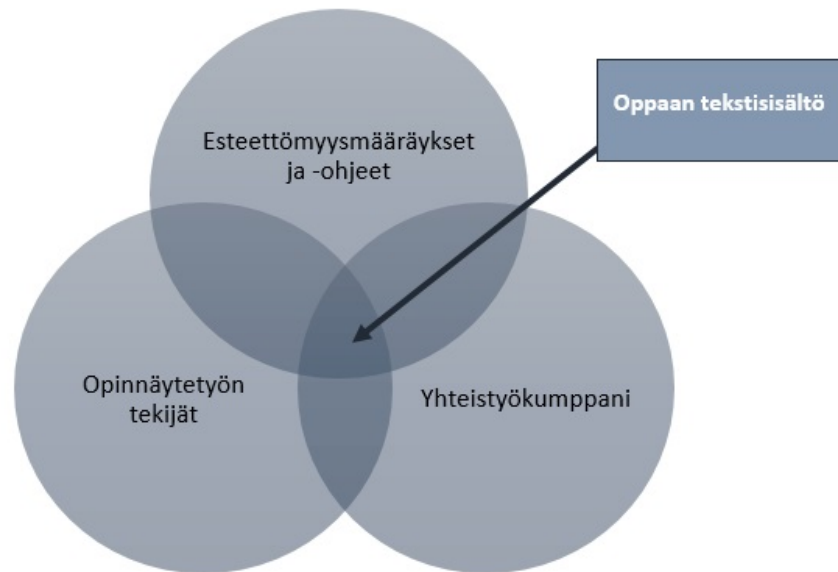 Esteettömyysmääräykset
ja -ohjeet
Oppaan tekstisisältö
Opinnäytetyön
tekijät
Yhteistyökumppani